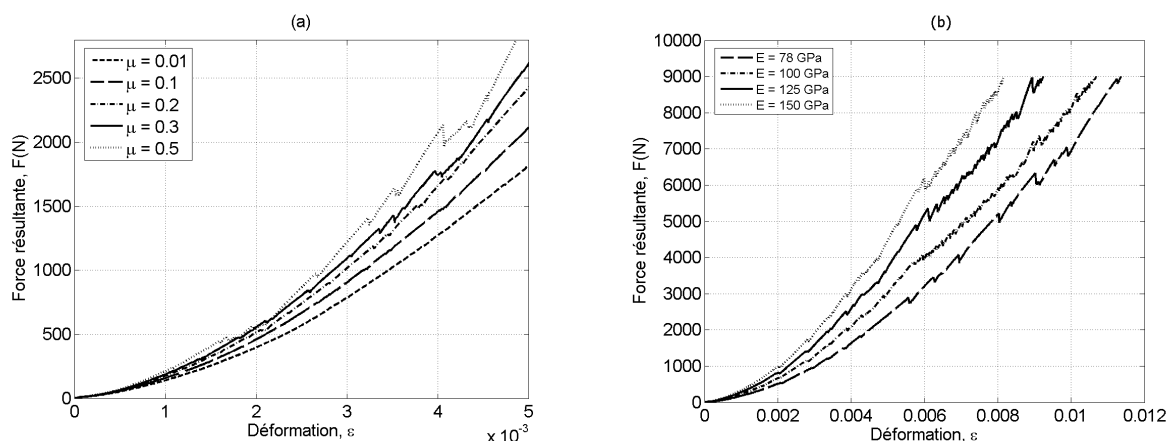 (a)
Force résultante, F(N)
2500
2000
1500
1000
500
0
μ = 0.01
μ = 0.1
μ = 0.2
μ = 0.3
μ = 0.5
0
1
2
3
4
5
x 10⁻³
Déformation, ε
(b)
Force résultante, F(N)
10000
9000
8000
7000
6000
5000
4000
3000
2000
1000
0
E = 78 GPa
E = 100 GPa
E = 125 GPa
E = 150 GPa
0
0.002
0.004
0.006
0.008
0.01
0.012
Déformation, ε